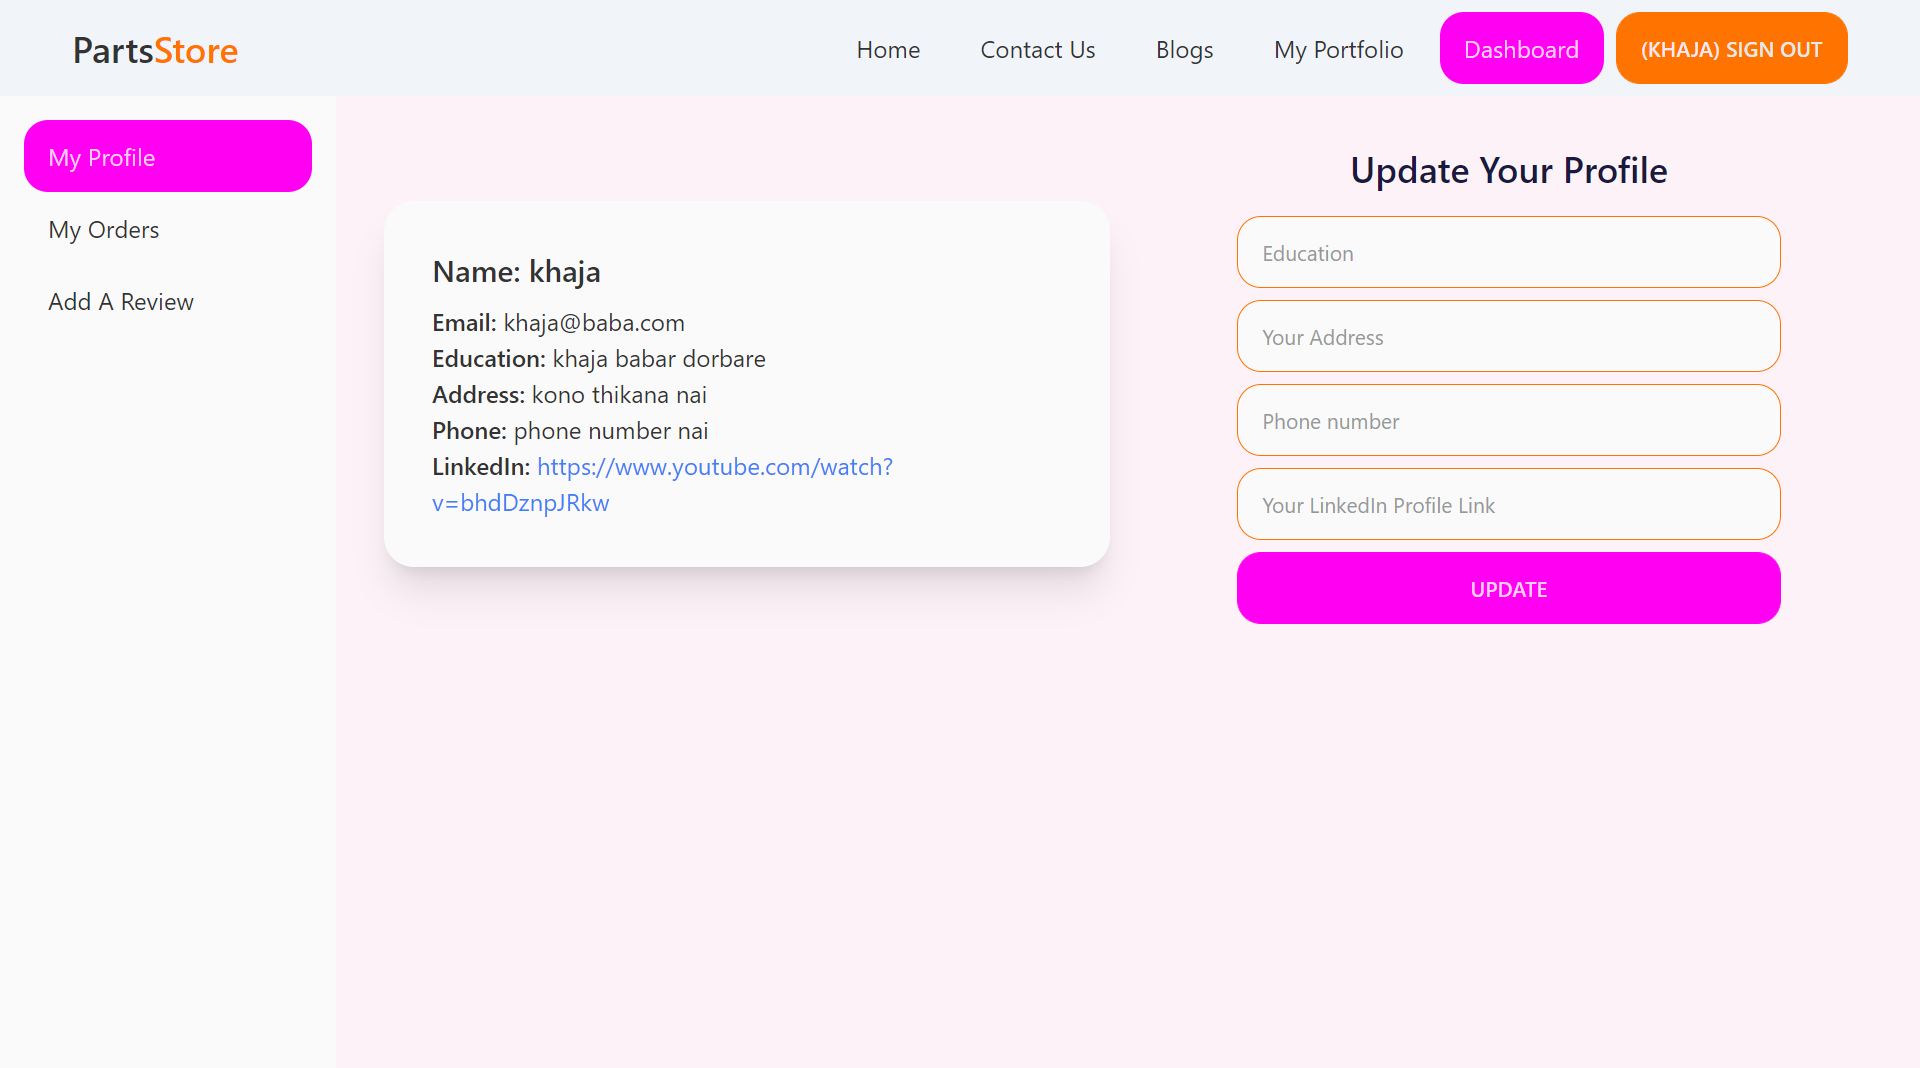 PartsStore
Home
Contact Us
Blogs
My Portfolio
Dashboard
(KHAJA) SIGN OUT
My Profile
My Orders
Add A Review
Name: khaja
Email: khaja@baba.com
Education: khaja babar dorbare
Address: kono thikana nai
Phone: phone number nai
LinkedIn: https://www.youtube.com/watch?
v=bhdDznpJRkw
Update Your Profile
Education
Your Address
Phone number
Your LinkedIn Profile Link
UPDATE